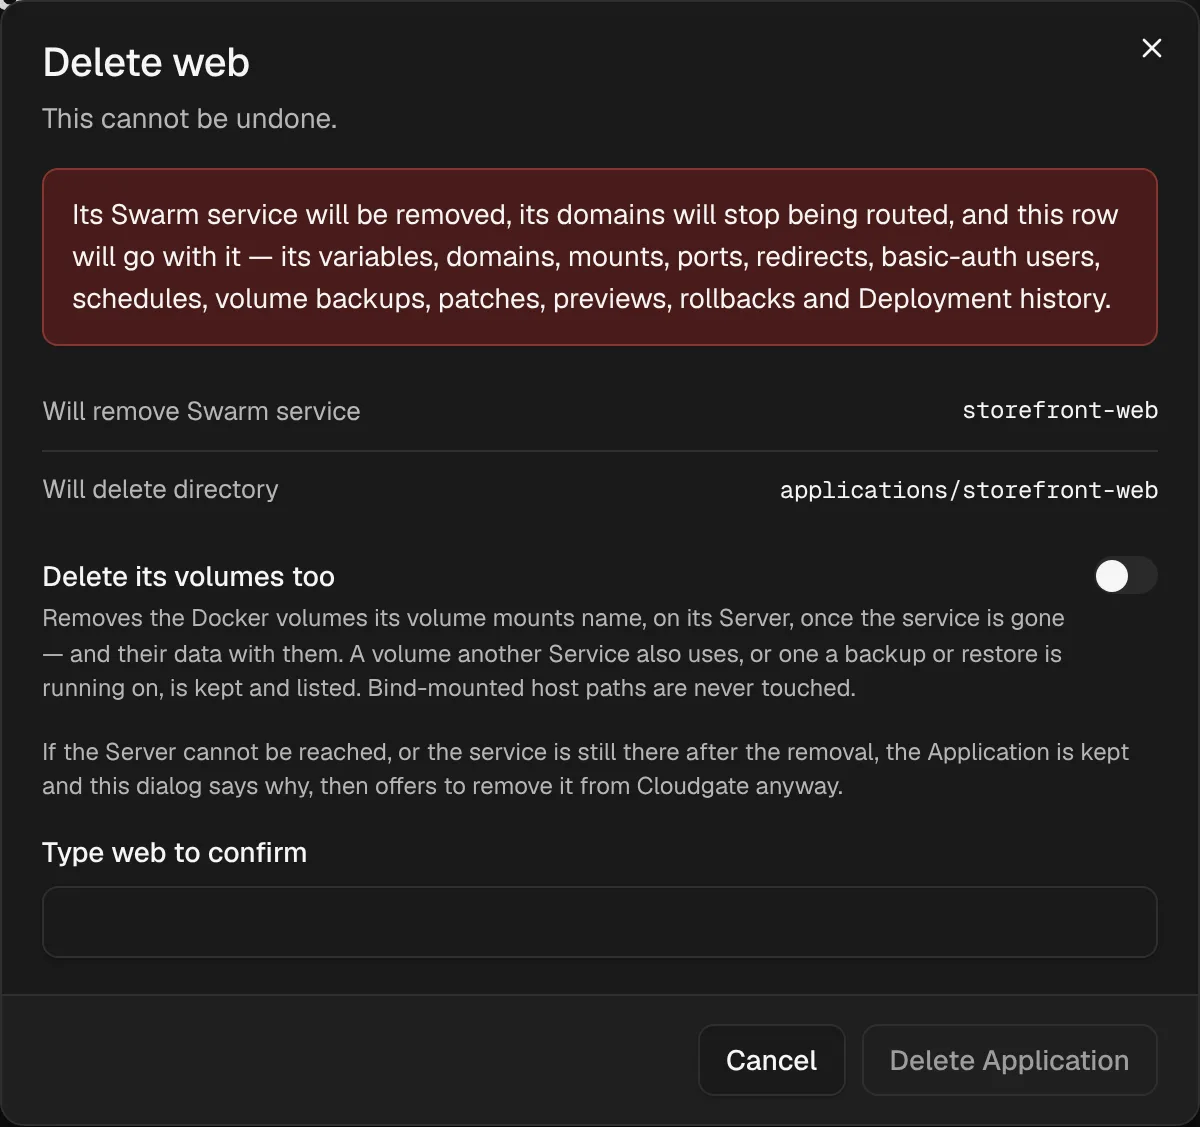 Delete web
This cannot be undone.
Its Swarm service will be removed, its domains will stop being routed, and this row
will go with it — its variables, domains, mounts, ports, redirects, basic-auth users,
schedules, volume backups, patches, previews, rollbacks and Deployment history.
Will remove Swarm service storefront-web
Will delete directory applications/storefront-web
Delete its volumes too
Removes the Docker volumes its volume mounts name, on its Server, once the service is gone
— and their data with them. A volume another Service also uses, or one a backup or restore is
running on, is kept and listed. Bind-mounted host paths are never touched.
If the Server cannot be reached, or the service is still there after the removal, the Application is kept
and this dialog says why, then offers to remove it from Cloudgate anyway.
Type web to confirm
Cancel Delete Application